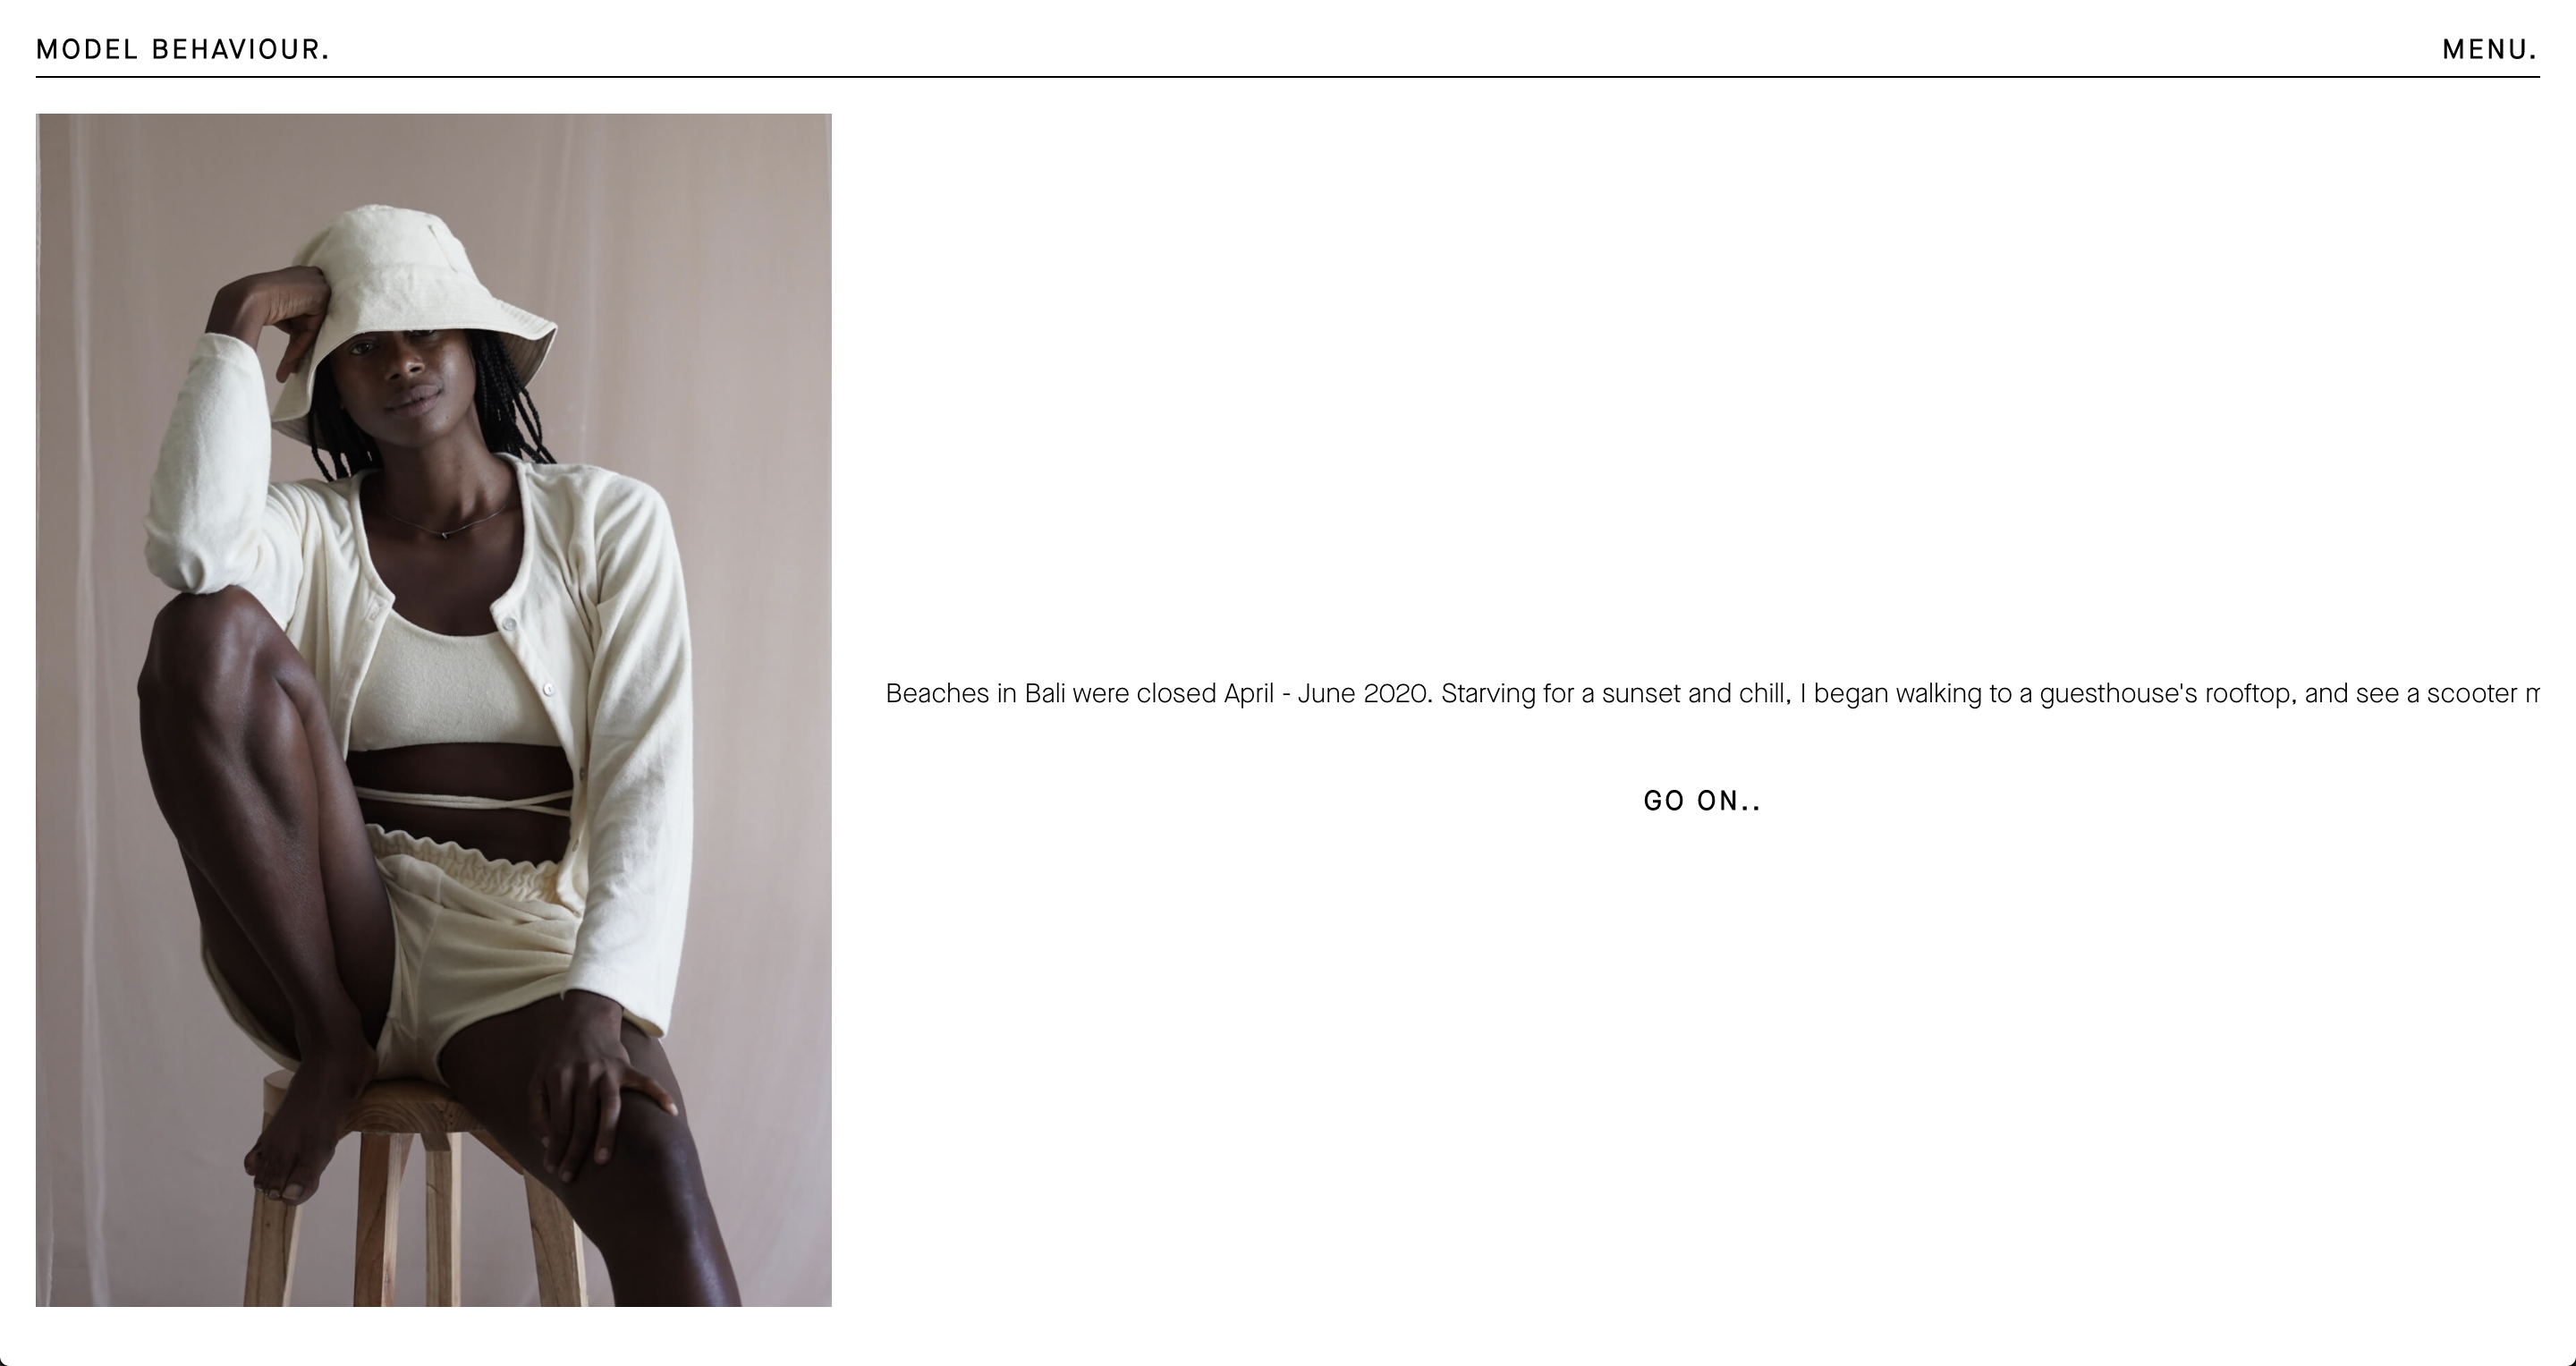 MODEL BEHAVIOUR.
MENU.
Beaches in Bali were closed April - June 2020. Starving for a sunset and chill, I began walking to a guesthouse's rooftop, and see a scooter
GO ON..